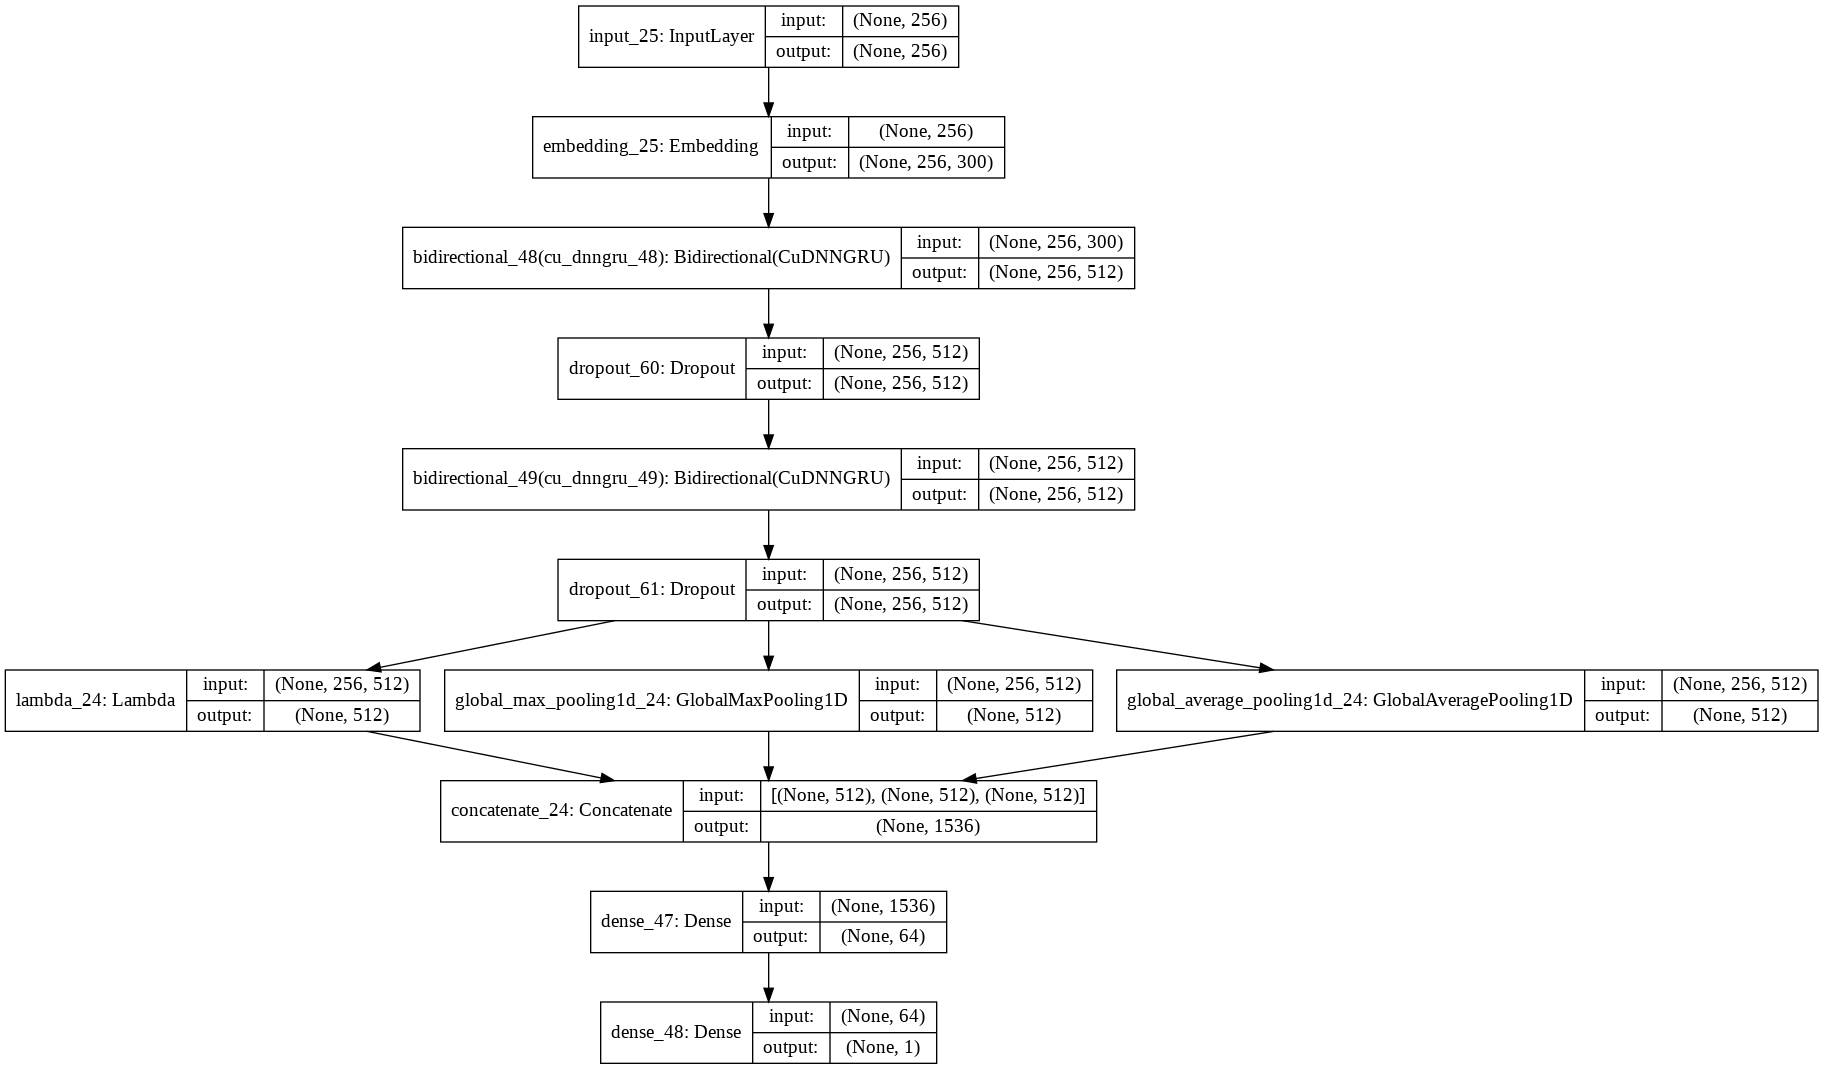 input_25: InputLayer
input:
(None, 256)
output:
(None, 256)
embedding_25: Embedding
input:
(None, 256)
output:
(None, 256, 300)
bidirectional_48(cu_dnngru_48): Bidirectional(CuDNNGRU)
input:
(None, 256, 300)
output:
(None, 256, 512)
dropout_60: Dropout
input:
(None, 256, 512)
output:
(None, 256, 512)
bidirectional_49(cu_dnngru_49): Bidirectional(CuDNNGRU)
input:
(None, 256, 512)
output:
(None, 256, 512)
dropout_61: Dropout
input:
(None, 256, 512)
output:
(None, 256, 512)
lambda_24: Lambda
input:
(None, 256, 512)
output:
(None, 512)
global_max_pooling1d_24: GlobalMaxPooling1D
input:
(None, 256, 512)
output:
(None, 512)
global_average_pooling1d_24: GlobalAveragePooling1D
input:
(None, 256, 512)
output:
(None, 512)
concatenate_24: Concatenate
input:
[(None, 512), (None, 512), (None, 512)]
output:
(None, 1536)
dense_47: Dense
input:
(None, 1536)
output:
(None, 64)
dense_48: Dense
input:
(None, 64)
output:
(None, 1)